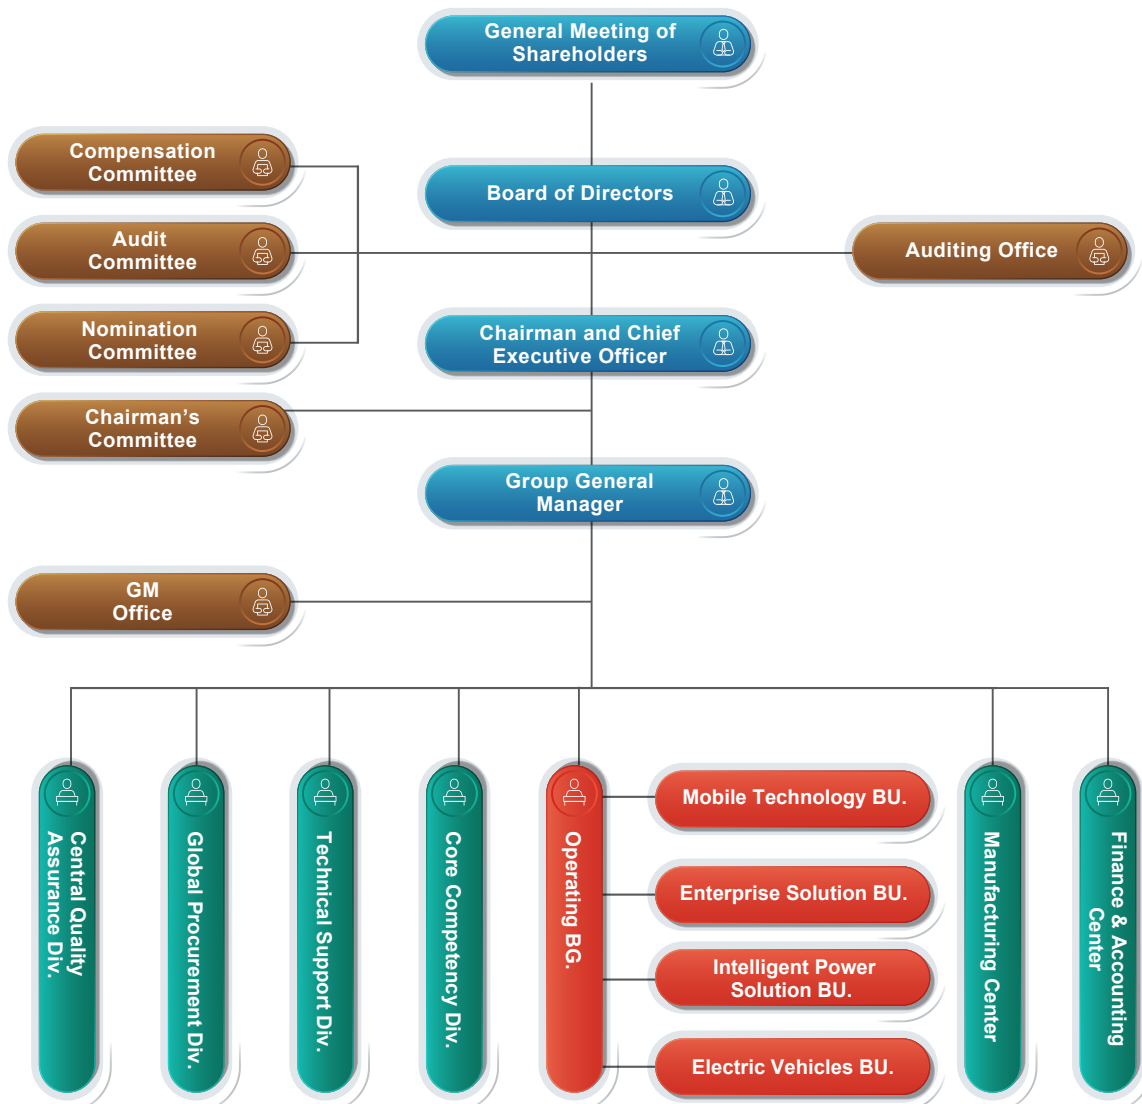 General Meeting of
Shareholders
Compensation
Committee
Board of Directors
Audit
Committee
Auditing Office
Nomination
Committee
Chairman and Chief
Executive Officer
Chairman's
Committee
Group General
Manager
GM
Office
Central Quality
Assurance Div.
Global Procurement Div.
Technical Support Div.
Core Competency Div.
Operating BG.
Mobile Technology BU.
Enterprise Solution BU.
Intelligent Power
Solution BU.
Electric Vehicles BU.
Manufacturing Center
Finance & Accounting
Center